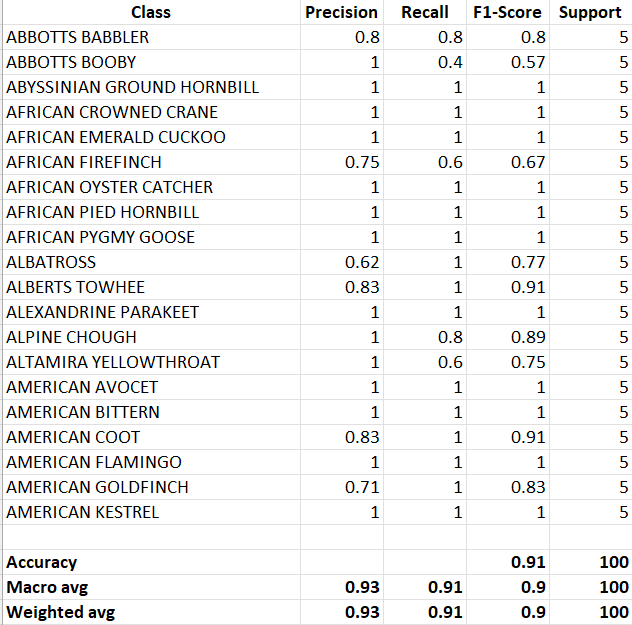 Class Precision Recall F1-Score Support
ABBOTTS BABBLER 0.8 0.8 0.8 5
ABBOTTS BOOBY 1 0.4 0.57 5
ABYSSINIAN GROUND HORNBILL 1 1 1 5
AFRICAN CROWNED CRANE 1 1 1 5
AFRICAN EMERALD CUCKOO 1 1 1 5
AFRICAN FIREFINCH 0.75 0.6 0.67 5
AFRICAN OYSTER CATCHER 1 1 1 5
AFRICAN PIED HORNBILL 1 1 1 5
AFRICAN PYGMY GOOSE 1 1 1 5
ALBATROSS 0.62 1 0.77 5
ALBERTS TOWHEE 0.83 1 0.91 5
ALEXANDRINE PARAKEET 1 1 1 5
ALPINE CHOUGH 1 0.8 0.89 5
ALTAMIRA YELLOWTHROAT 1 0.6 0.75 5
AMERICAN AVOCET 1 1 1 5
AMERICAN BITTERN 1 1 1 5
AMERICAN COOT 0.83 1 0.91 5
AMERICAN FLAMINGO 1 1 1 5
AMERICAN GOLDFINCH 0.71 1 0.83 5
AMERICAN KESTREL 1 1 1 5
Accuracy 0.91 100
Macro avg 0.93 0.91 0.9 100
Weighted avg 0.93 0.91 0.9 100